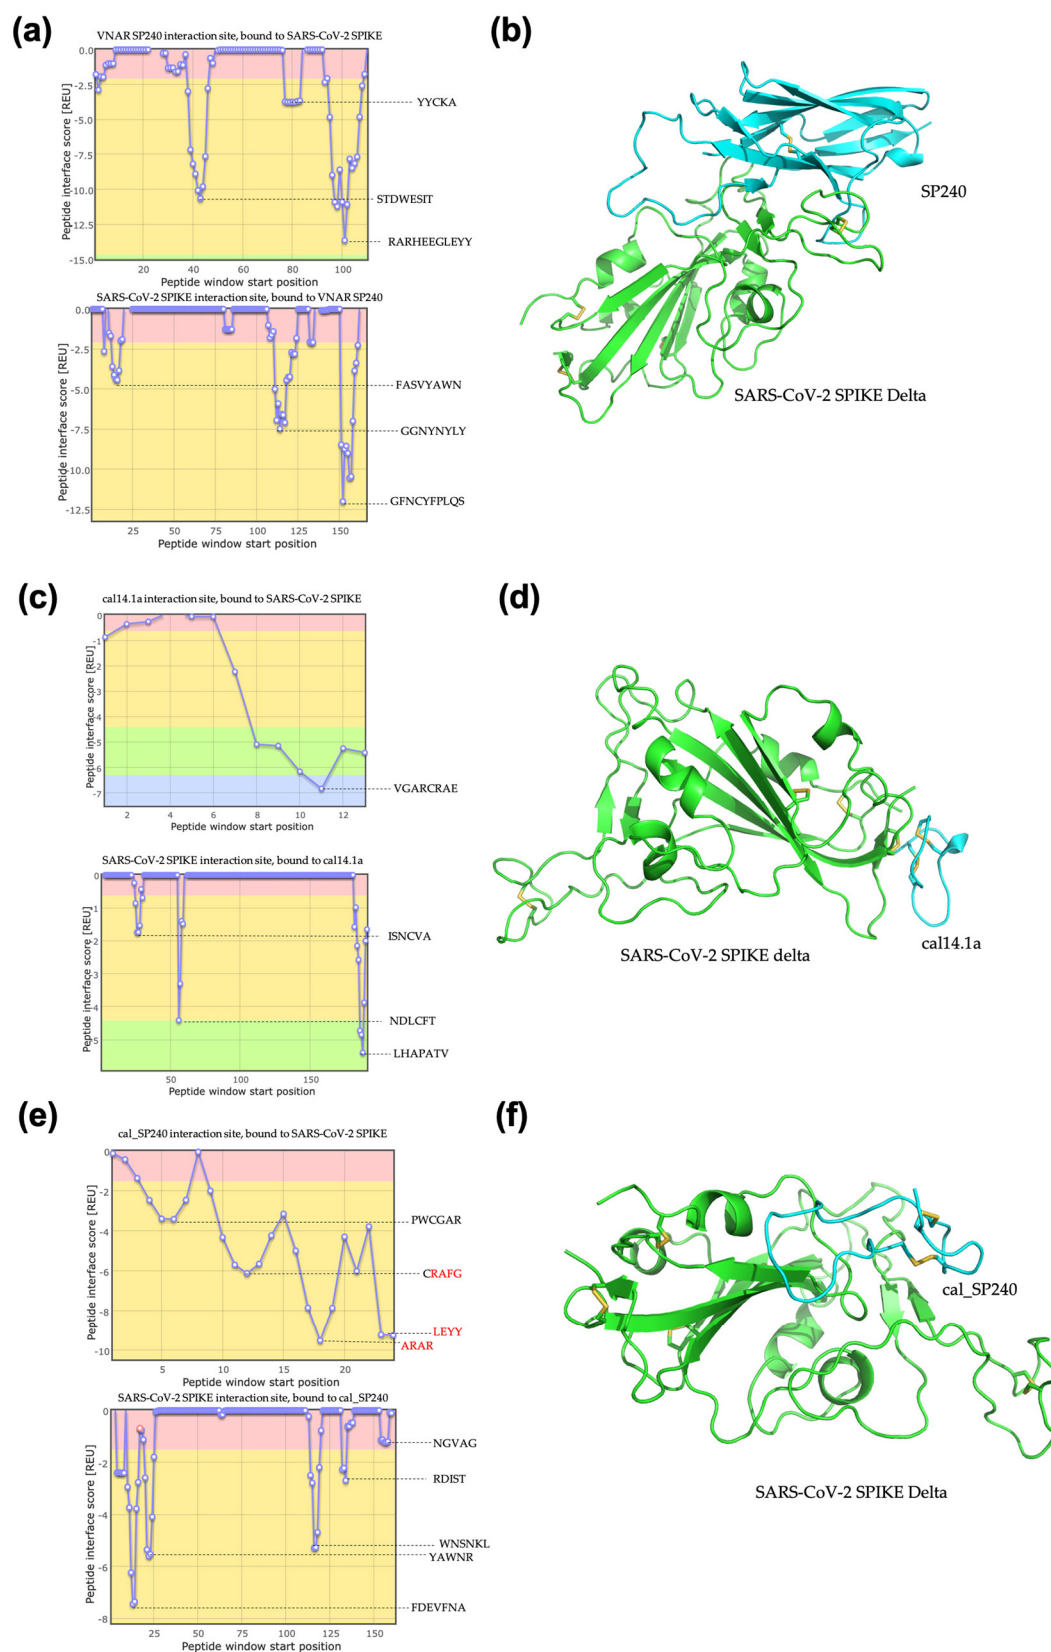 (a)
VNAR SP240 interaction site, bound to SARS-CoV-2 SPIKE
Peptide interface score [REU]
0.0
-2.5
-5.0
-7.5
-10.0
-12.5
-15.0
YYCKA
STDWESIT
RARHEEGLEYY
20
40
60
80
100
Peptide window start position
SARS-CoV-2 SPIKE interaction site, bound to VNAR SP240
Peptide interface score [REU]
0.0
-2.5
-5.0
-7.5
-10.0
-12.5
FASVYAWN
GGNYNYLY
GFNCYFPLQS
25
50
75
100
125
150
Peptide window start position
(b)
SP240
SARS-CoV-2 SPIKE Delta
(c)
cal14.1a interaction site, bound to SARS-CoV-2 SPIKE
Peptide interface score [REU]
0
-1
-2
-3
-4
-5
-6
-7
VGARCRAE
2
4
6
8
10
12
Peptide window start position
SARS-CoV-2 SPIKE interaction site, bound to cal14.1a
Peptide interface score [REU]
0
-1
-2
-3
-4
-5
ISNCVA
NDLCFT
LHAPATV
50
100
150
Peptide window start position
(d)
SARS-CoV-2 SPIKE delta
cal14.1a
(e)
cal_SP240 interaction site, bound to SARS-CoV-2 SPIKE
Peptide interface score [REU]
0
-2
-4
-6
-8
-10
PWCGAR
CRAFG
LEYY
ARAR
5
10
15
20
Peptide window start position
SARS-CoV-2 SPIKE interaction site, bound to cal_SP240
Peptide interface score [REU]
0
-2
-4
-6
-8
NGVAG
RDIST
WNSNKL
YAWNR
FDEVFNA
25
50
75
100
125
150
Peptide window start position
(f)
cal_SP240
SARS-CoV-2 SPIKE Delta